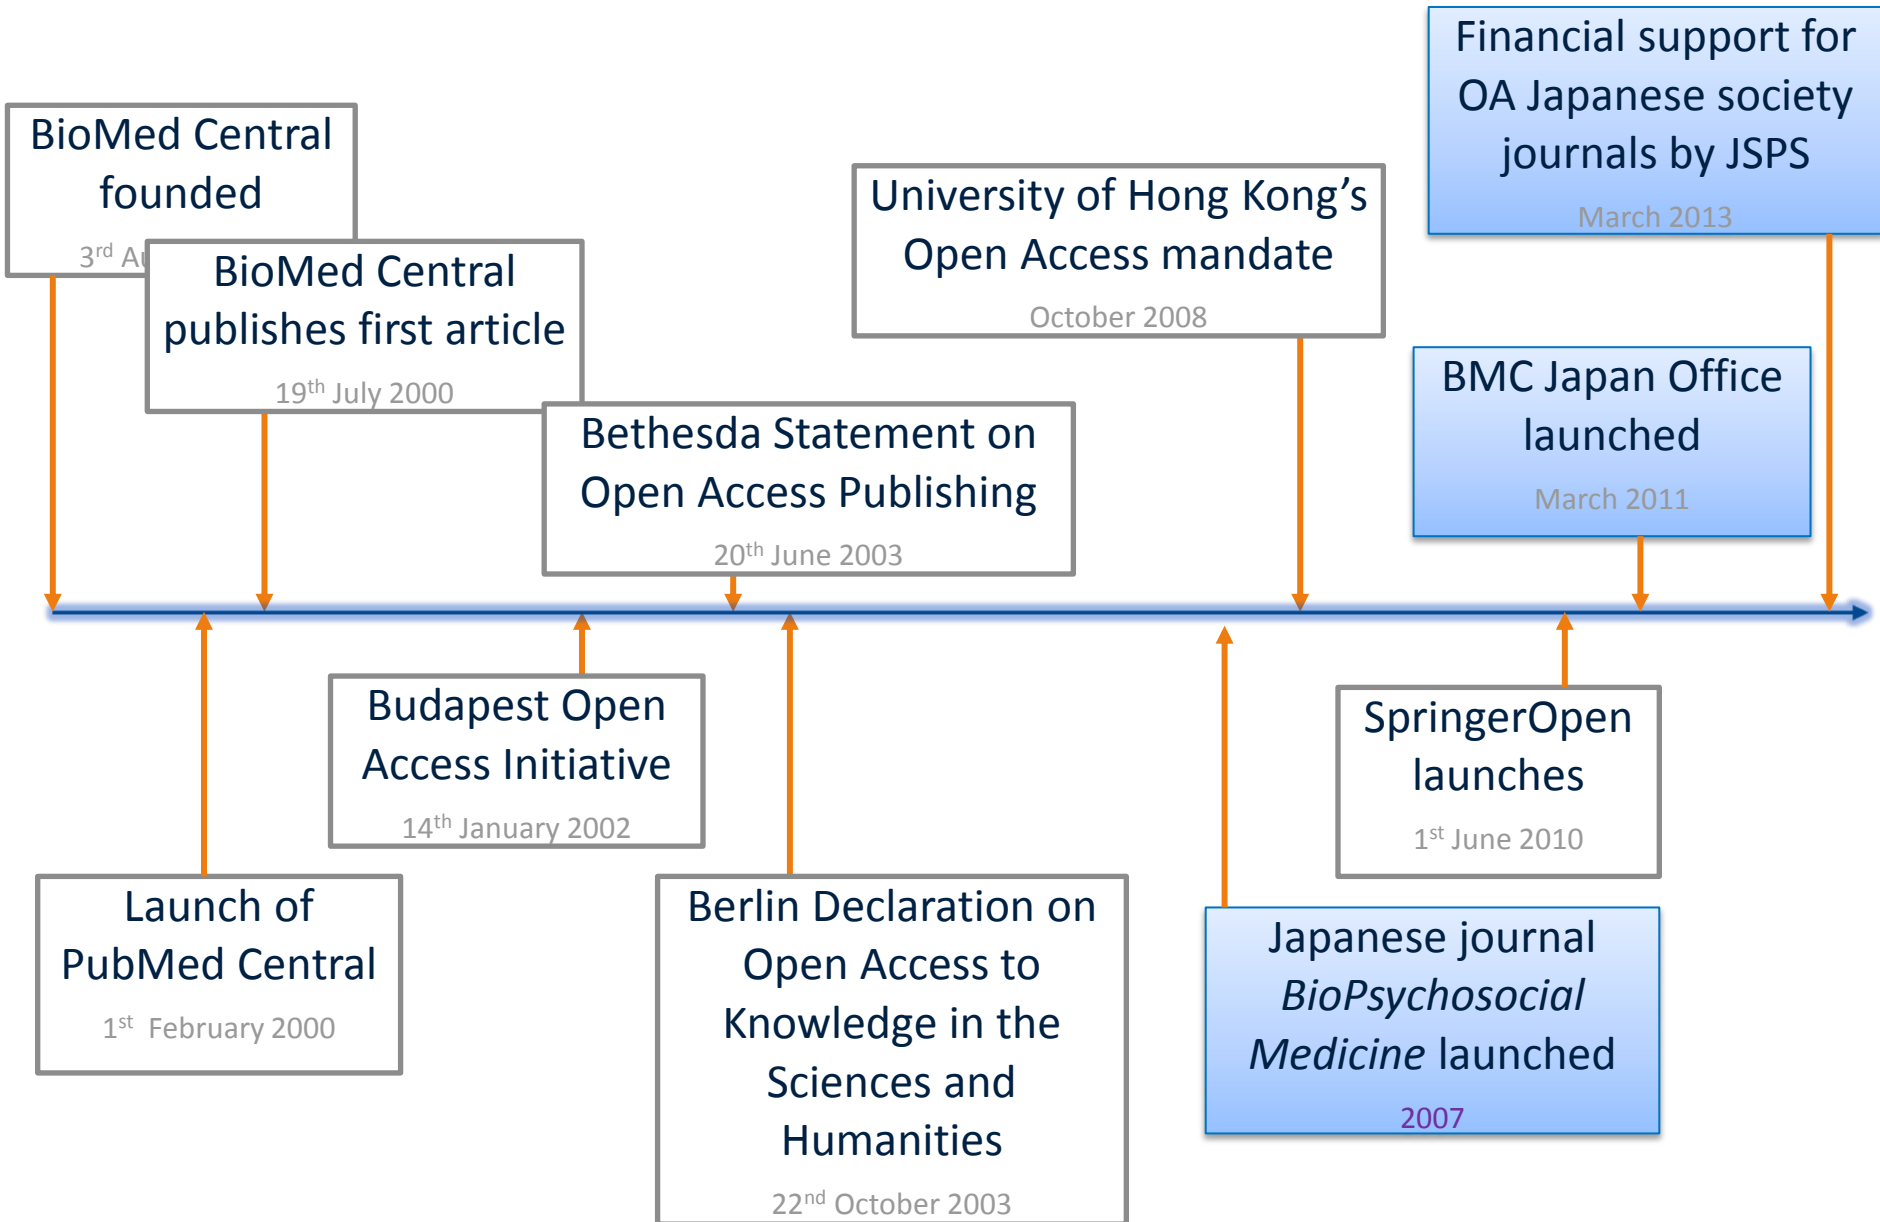 BioMed Central
founded
3rd
BioMed Central
publishes first article
19th July 2000
Bethesda Statement on
Open Access Publishing
20th June 2003
University of Hong Kong’s
Open Access mandate
October 2008
Financial support for
OA Japanese society
journals by JSPS
March 2013
BMC Japan Office
launched
March 2011
Launch of
PubMed Central
1st February 2000
Budapest Open
Access Initiative
14th January 2002
Berlin Declaration on
Open Access to
Knowledge in the
Sciences and
Humanities
22nd October 2003
SpringerOpen
launches
1st June 2010
Japanese journal
BioPsychosocial
Medicine launched
2007